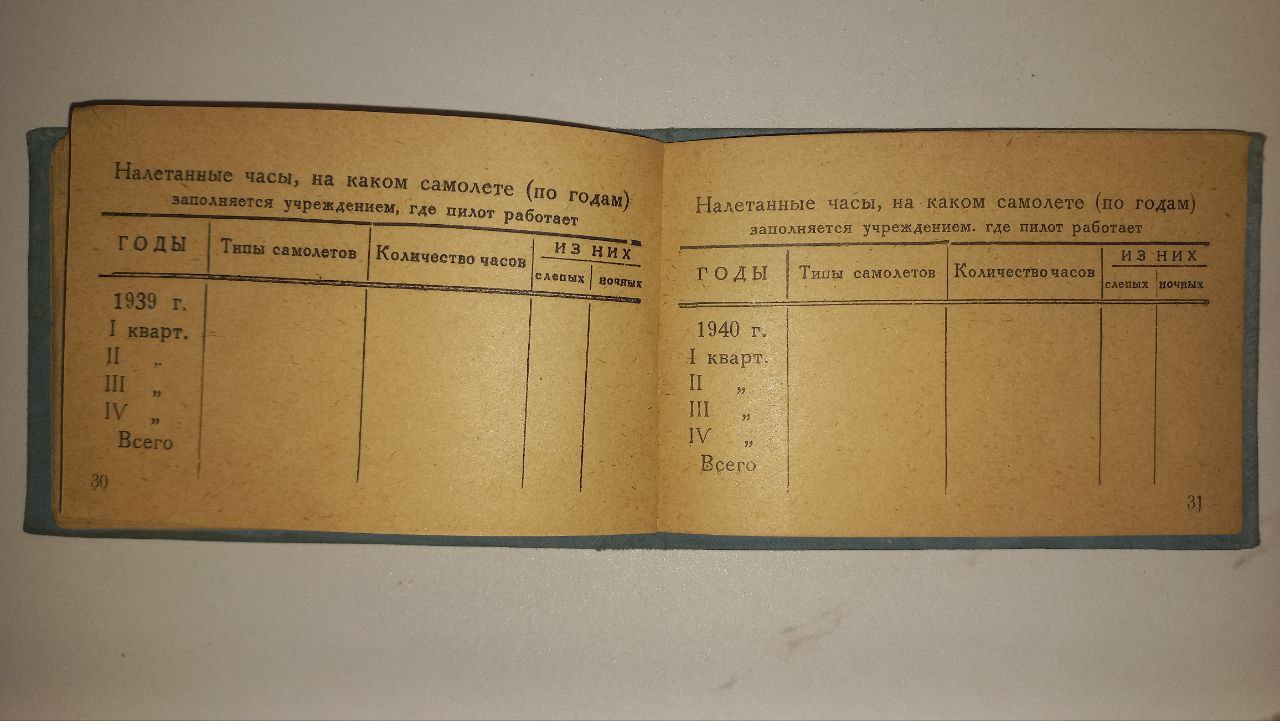 Налетанные часы, на каком самолете (по годам)
заполняется учреждением, где пилот работает
ГОДЫ Типы самолетов Количество часов ИЗ НИХ
слепых ночных
1939 г.
I кварт.
II „
III „
IV „
Всего
30
Налетанные часы, на каком самолете (по годам)
заполняется учреждением. где пилот работает
ГОДЫ Типы самолетов Количество часов ИЗ НИХ
слепых ночных
1940 г.
I кварт.
II „
III „
IV „
Всего
31